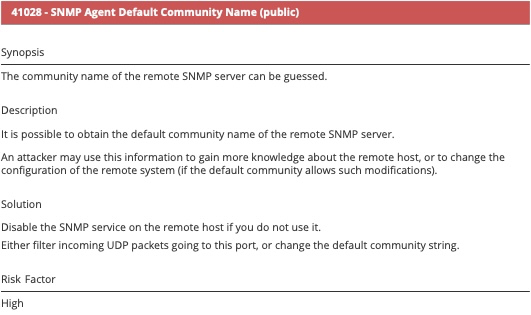 41028 - SNMP Agent Default Community Name (public)
Synopsis
The community name of the remote SNMP server can be guessed.
Description
It is possible to obtain the default community name of the remote SNMP server.
An attacker may use this information to gain more knowledge about the remote host, or to change the
configuration of the remote system (if the default community allows such modifications).
Solution
Disable the SNMP service on the remote host if you do not use it.
Either filter incoming UDP packets going to this port, or change the default community string.
Risk Factor
High